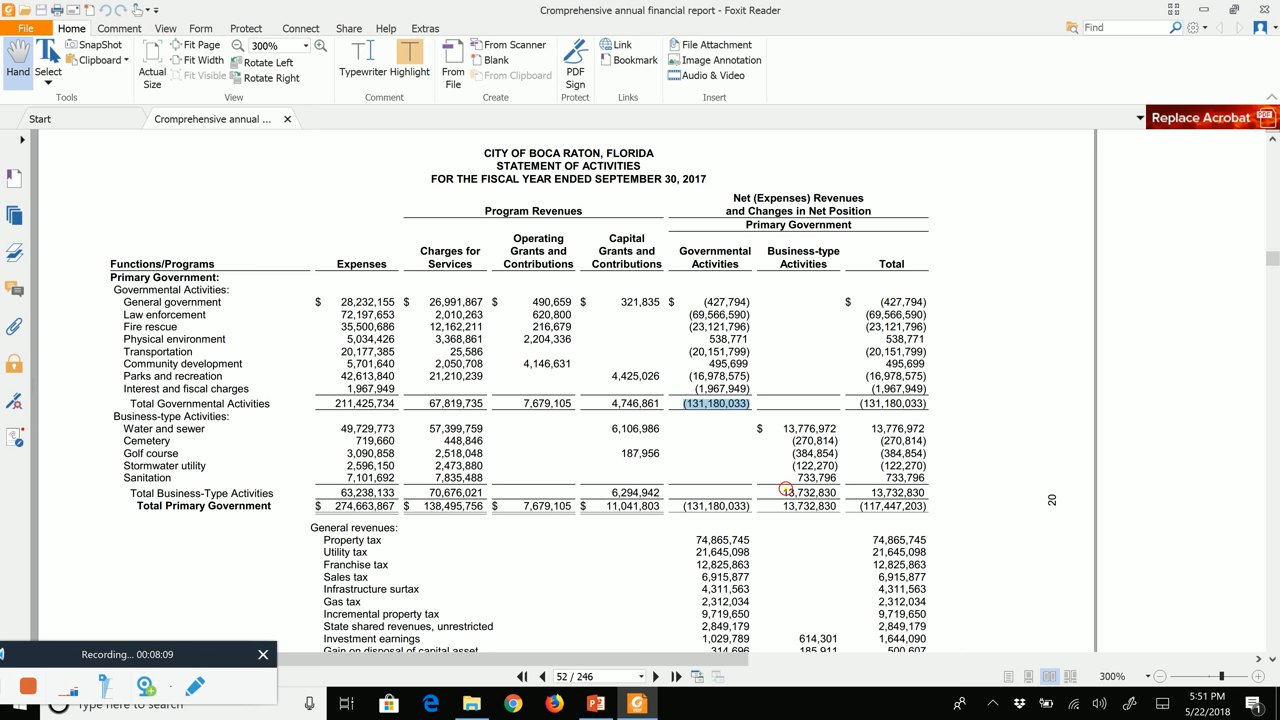 Cromprehensive annual financial report - Foxit Reader
File Home Comment View Form Protect Connect Share Help Extras
Find
Hand
Select
SnapShot
Clipboard
Tools
Actual Size
Fit Page
Fit Width
Fit Visible
300%
Rotate Left
Rotate Right
View
Typewriter Highlight
Comment
From File
From Scanner
Blank
From Clipboard
Create
PDF Sign
Protect
Link
Bookmark
Links
File Attachment
Image Annotation
Audio & Video
Insert
Start
Cromprehensive annual ...
Replace Acrobat
PDF
CITY OF BOCA RATON, FLORIDA
STATEMENT OF ACTIVITIES
FOR THE FISCAL YEAR ENDED SEPTEMBER 30, 2017
Net (Expenses) Revenues
Program Revenues and Changes in Net Position
Primary Government
Operating Capital
Charges for Grants and Grants and Governmental Business-type
Functions/Programs Expenses Services Contributions Contributions Activities Activities Total
Primary Government:
Governmental Activities:
General government $ 28,232,155 $ 26,991,867 $ 490,659 $ 321,835 $ (427,794) $ (427,794)
Law enforcement 72,197,653 2,010,263 620,800 (69,566,590) (69,566,590)
Fire rescue 35,500,686 12,162,211 216,679 (23,121,796) (23,121,796)
Physical environment 5,034,426 3,368,861 2,204,336 538,771 538,771
Transportation 20,177,385 25,586 (20,151,799) (20,151,799)
Community development 5,701,640 2,050,708 4,146,631 495,699 495,699
Parks and recreation 42,613,840 21,210,239 4,425,026 (16,978,575) (16,978,575)
Interest and fiscal charges 1,967,949 (1,967,949) (1,967,949)
Total Governmental Activities 211,425,734 67,819,735 7,679,105 4,746,861 (131,180,033) (131,180,033)
Business-type Activities:
Water and sewer 49,729,773 57,399,759 6,106,986 $ 13,776,972 13,776,972
Cemetery 719,660 448,846 (270,814) (270,814)
Golf course 3,090,858 2,518,048 187,956 (384,854) (384,854)
Stormwater utility 2,596,150 2,473,880 (122,270) (122,270)
Sanitation 7,101,692 7,835,488 733,796 733,796
Total Business-Type Activities 63,238,133 70,676,021 6,294,942 13,732,830 13,732,830
Total Primary Government $ 274,663,867 $ 138,495,756 $ 7,679,105 $ 11,041,803 (131,180,033) 13,732,830 (117,447,203)
20
General revenues:
Property tax 74,865,745 74,865,745
Utility tax 21,645,098 21,645,098
Franchise tax 12,825,863 12,825,863
Sales tax 6,915,877 6,915,877
Infrastructure surtax 4,311,563 4,311,563
Gas tax 2,312,034 2,312,034
Incremental property tax 9,719,650 9,719,650
State shared revenues, unrestricted 2,849,179 2,849,179
Investment earnings 1,029,789 614,301 1,644,090
Gain on disposal of capital asset 314,696 185,911 500,607
Recording... 00:08:09
52 / 246
300%
Type here to search
5:51 PM
5/22/2018
1